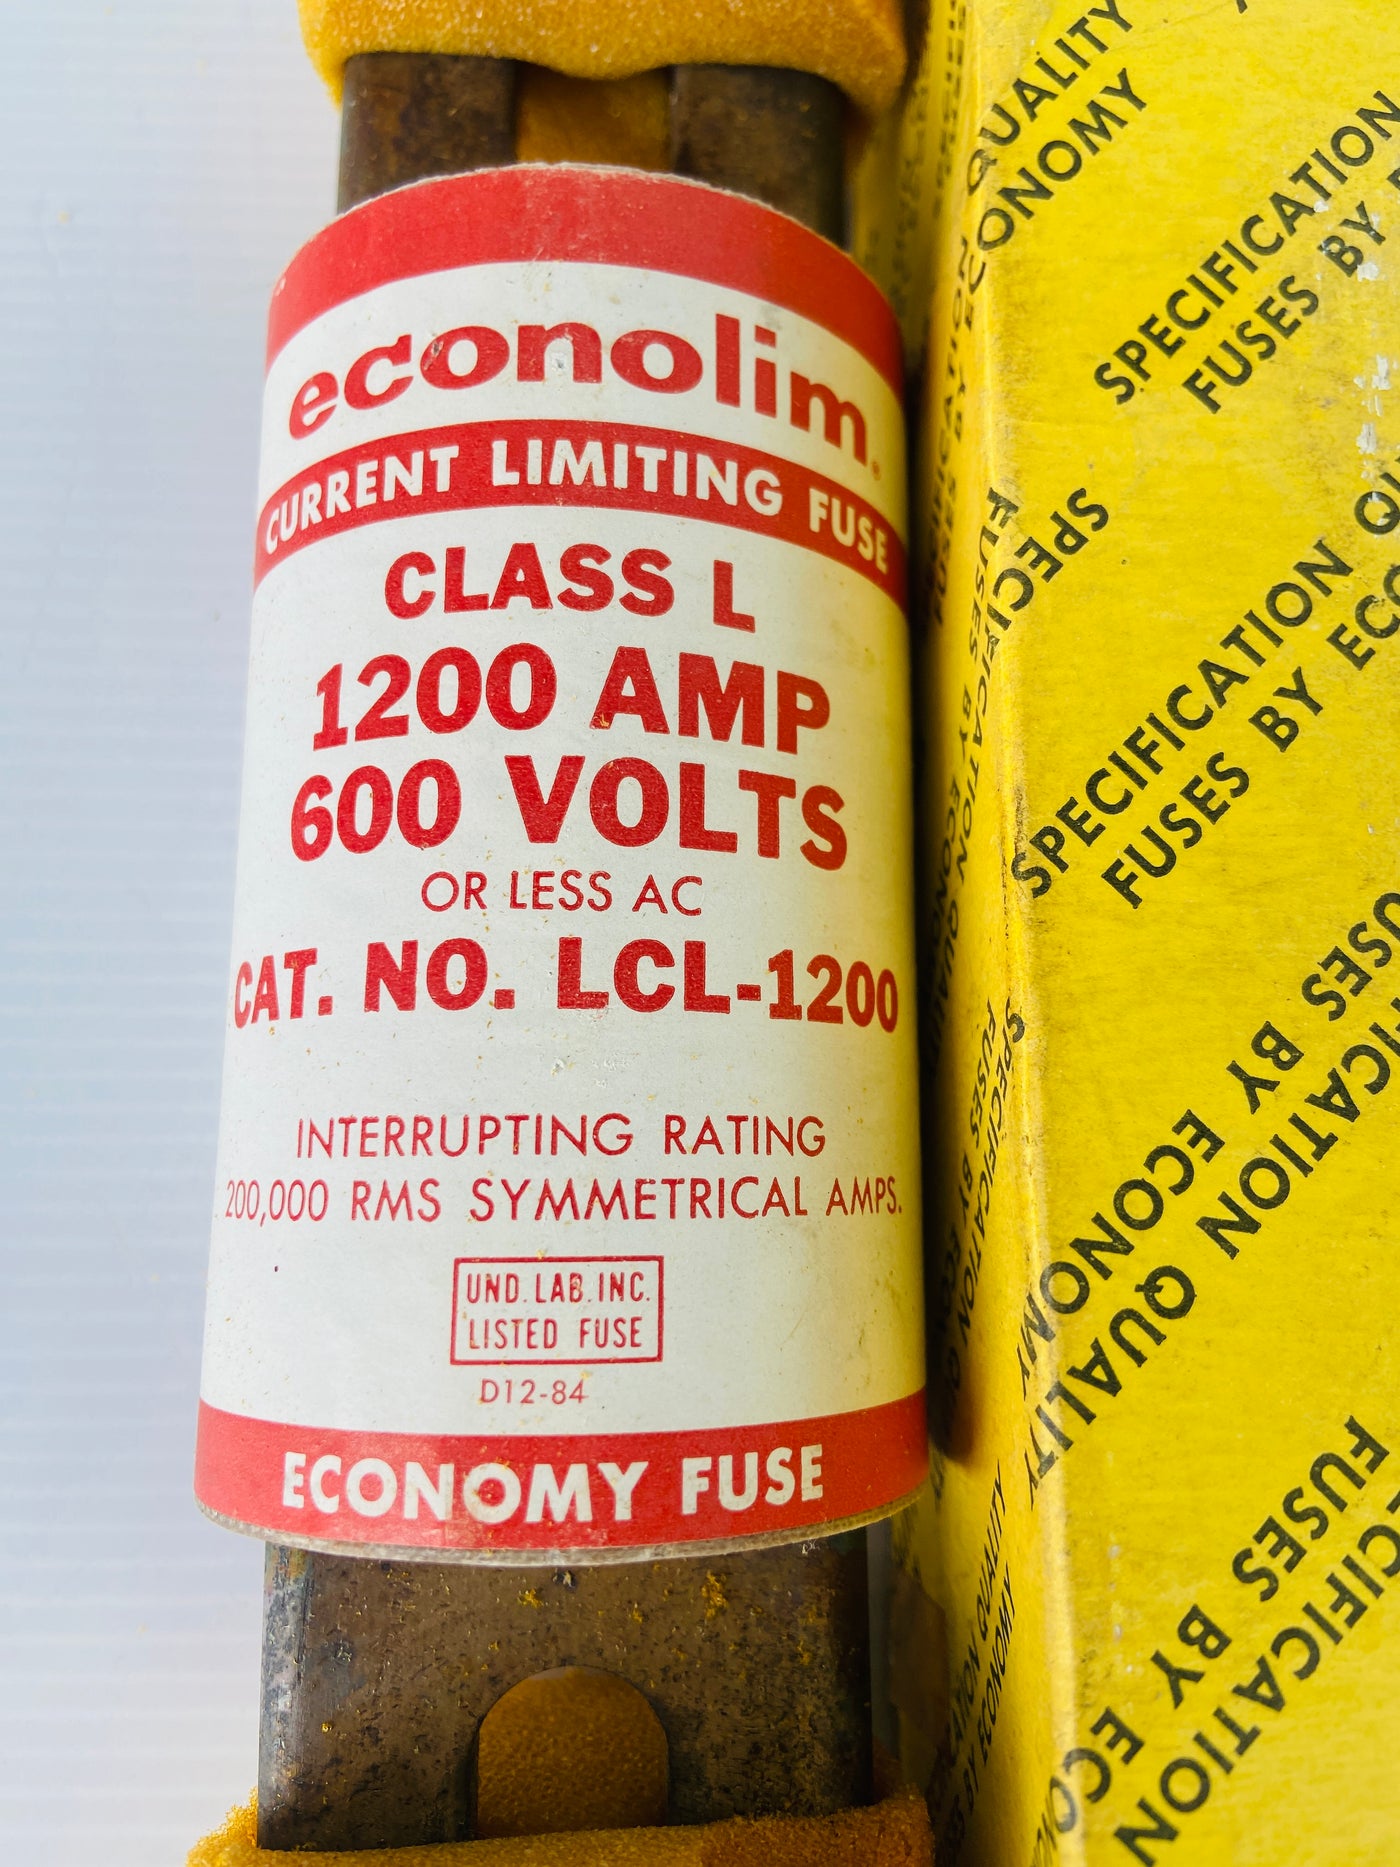 econolim.
CURRENT LIMITING FUSE
CLASS L
1200 AMP
600 VOLTS
OR LESS AC
CAT. NO. LCL-1200
INTERRUPTING RATING
200,000 RMS SYMMETRICAL AMPS.
UND. LAB. INC.
LISTED FUSE
D12-84
ECONOMY FUSE
QUALITY
ECONOMY
SPECIFICATION
FUSES BY
SPECIFICATION
FUSES BY
SPECIFICATION QUALITY
FUSES BY ECONOMY
FUSES BY